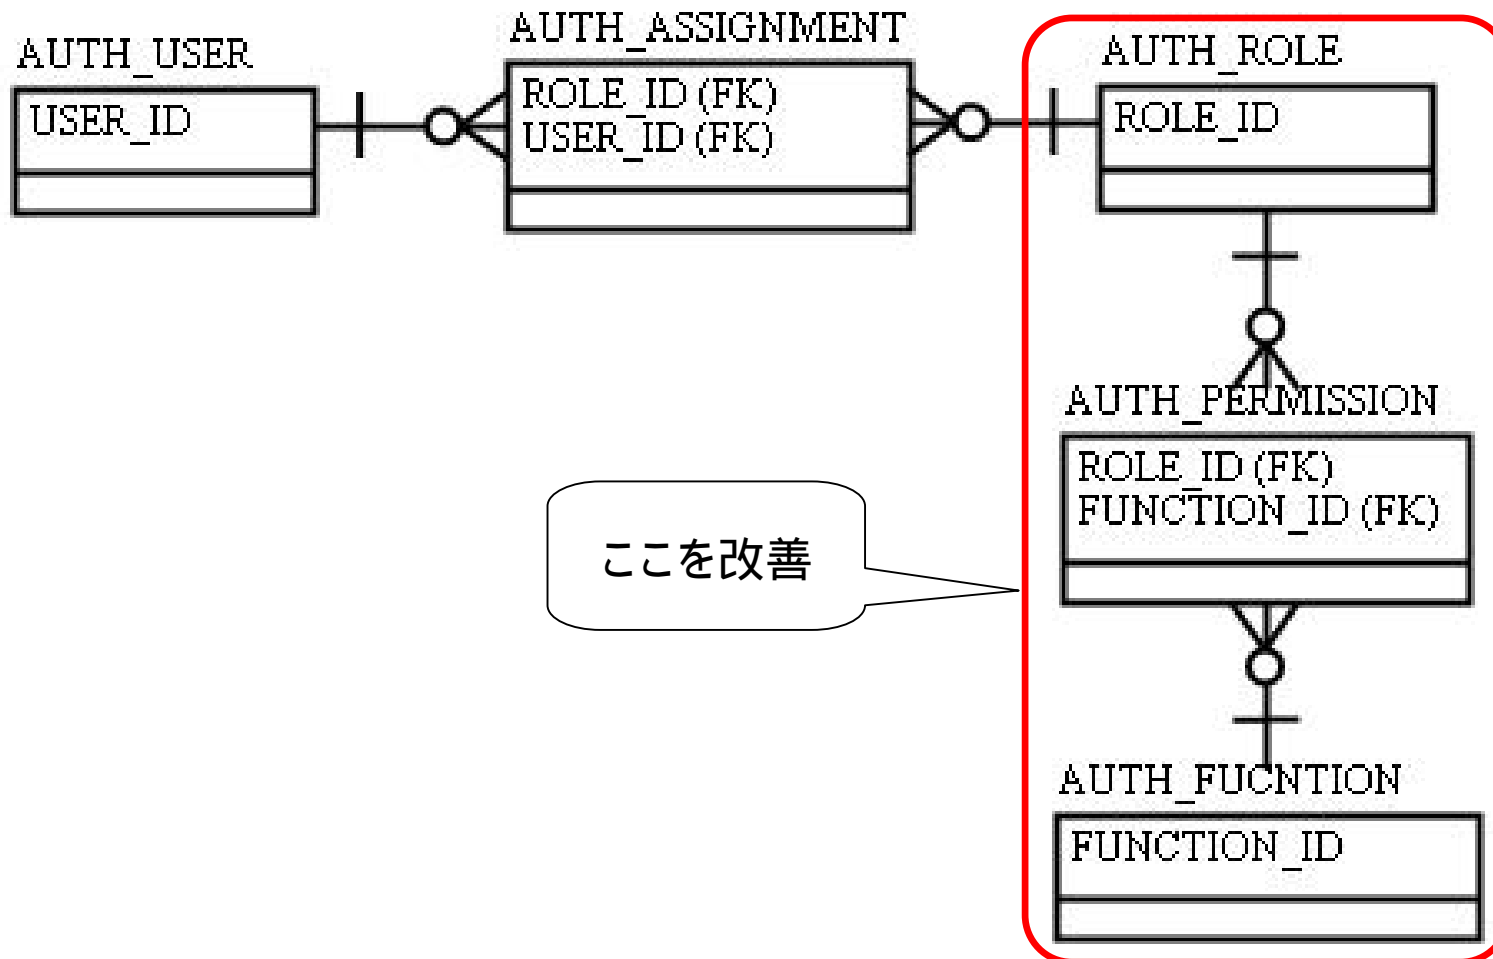 AUTH_USER
USER_ID
AUTH_ASSIGNMENT
ROLE_ID (FK)
USER_ID (FK)
AUTH_ROLE
ROLE_ID
AUTH_PERMISSION
ROLE_ID (FK)
FUNCTION_ID (FK)
ここを改善
AUTH_FUCNTION
FUNCTION_ID